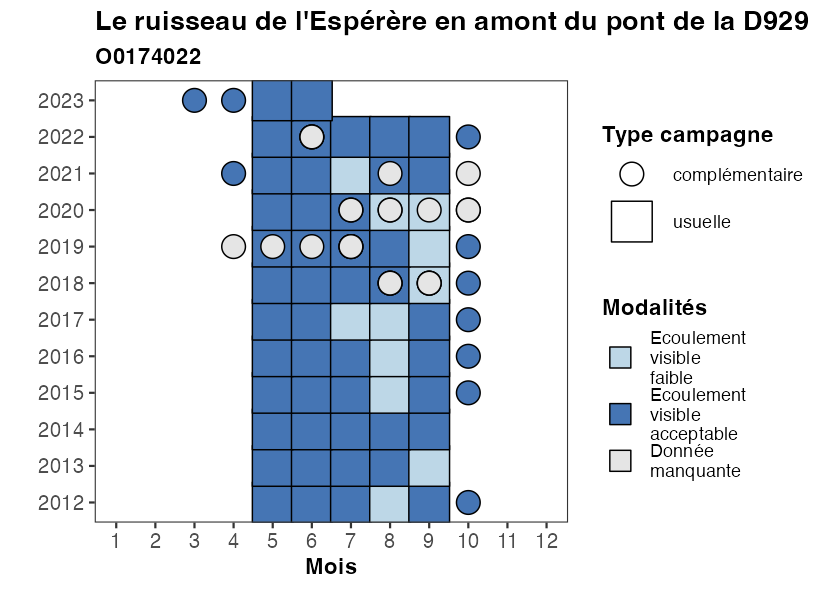 Le ruisseau de l'Espérère en amont du pont de la D929
O0174022
2023
2022
2021
2020
2019
2018
2017
2016
2015
2014
2013
2012
1 2 3 4 5 6 7 8 9 10 11 12
Mois
Type campagne
complémentaire
usuelle
Modalités
Ecoulement
visible
faible
Ecoulement
visible
acceptable
Donnée
manquante